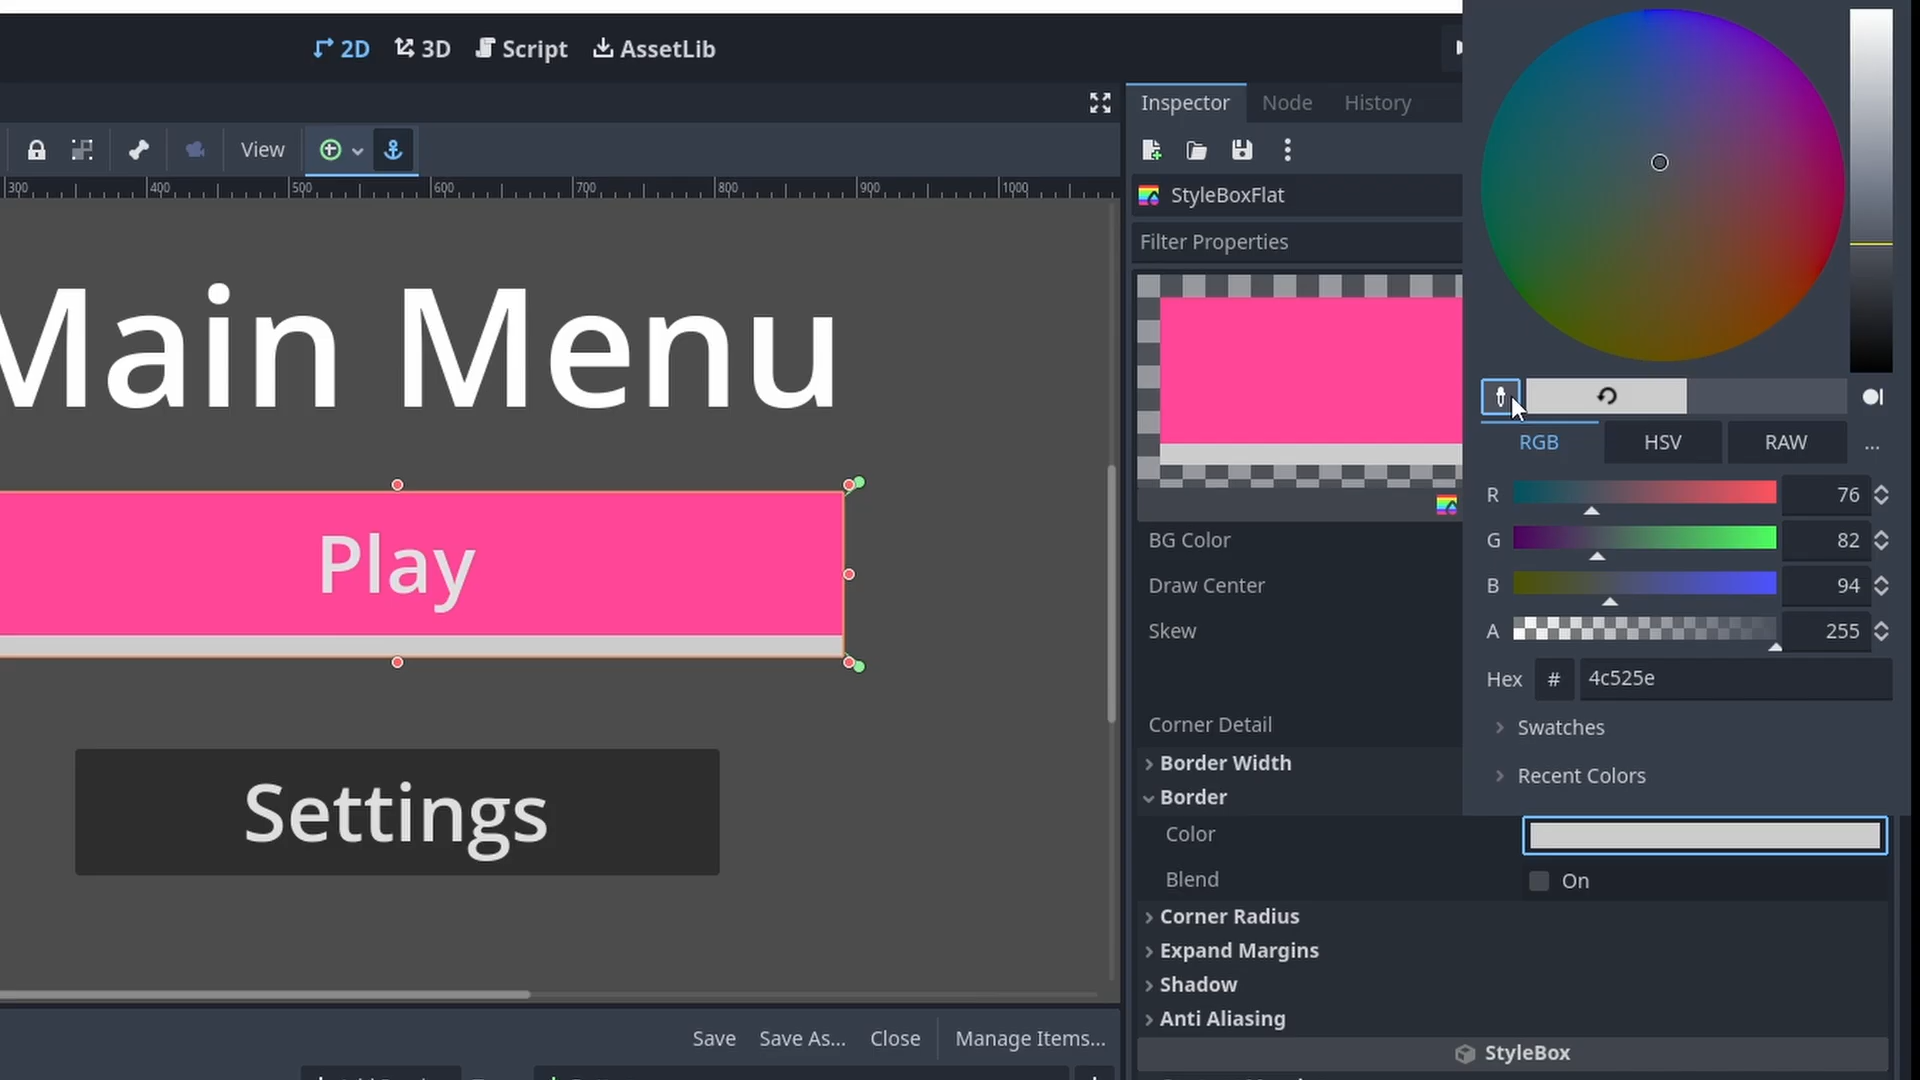 2D 3D Script AssetLib
Inspector Node History
View
300 400 500 600 700 800 900 1000
StyleBoxFlat
Filter Properties
Main Menu
Play
Settings
RGB HSV RAW ...
R 76
G 82
B 94
A 255
Hex # 4c525e
Swatches
Recent Colors
BG Color
Draw Center
Skew
Corner Detail
Border Width
Border
Color
Blend On
Corner Radius
Expand Margins
Shadow
Anti Aliasing
StyleBox
Save Save As... Close Manage Items...